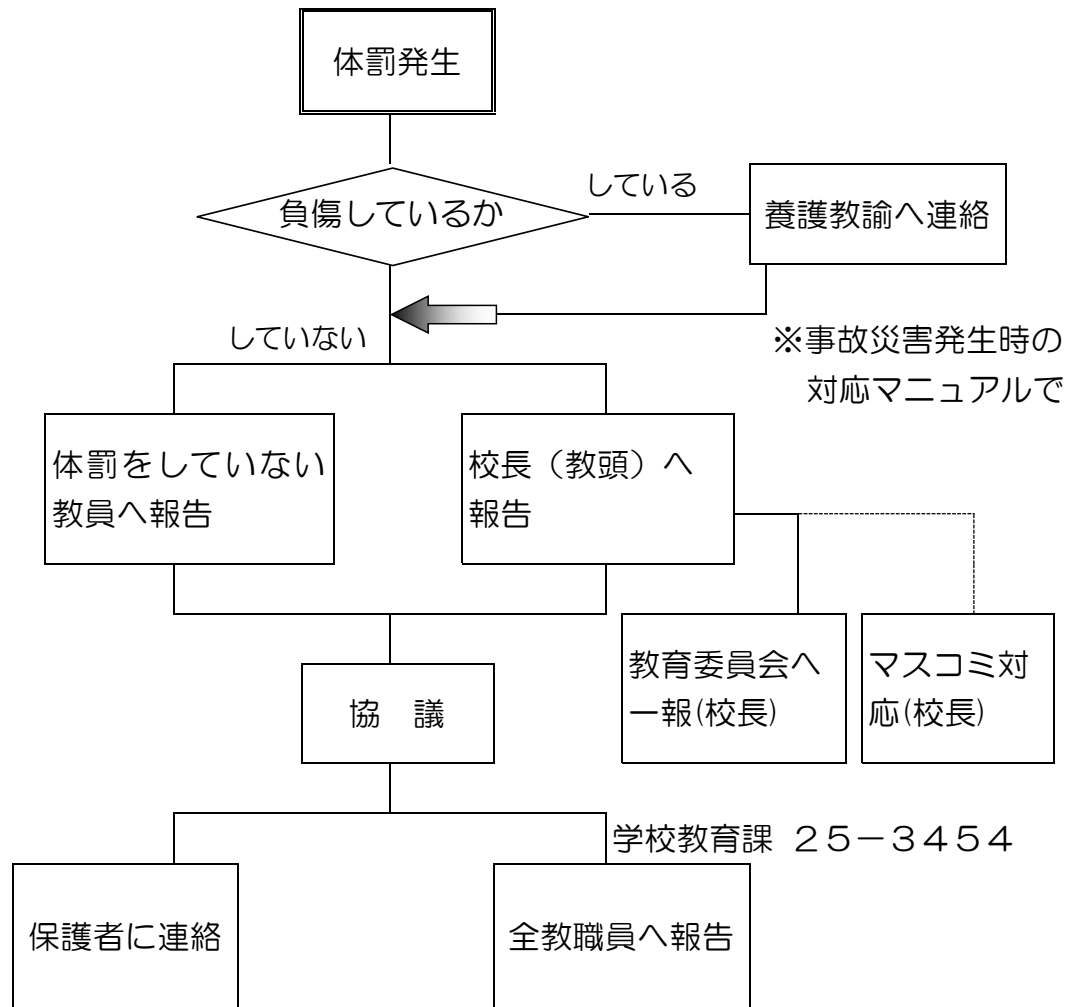 体罰発生
負傷しているか
している
養護教諭へ連絡
していない
※事故災害発生時の
対応マニュアルで
体罰をしていない
教員へ報告
校長（教頭）へ
報告
教育委員会へ
一報(校長)
マスコミ対
応(校長)
協　議
学校教育課 ２５－３４５４
保護者に連絡
全教職員へ報告